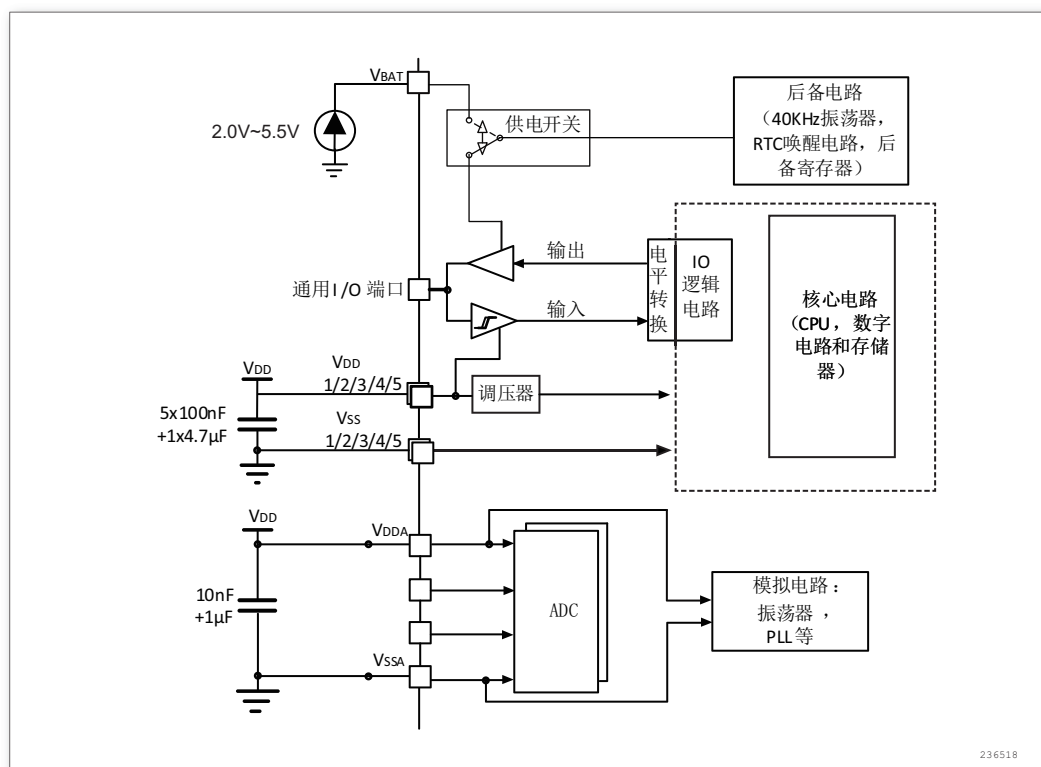 VBAT
2.0V~5.5V
供电开关
后备电路
（40KHz振荡器，
RTC唤醒电路，后
备寄存器）
通用I/O 端口
输出
输入
电平转换
IO
逻辑
电路
核心电路
（CPU，数字
电路和存储
器）
VDD
VDD
1/2/3/4/5
调压器
5x100nF
+1x4.7µF
VSS
1/2/3/4/5
VDD
VDDA
10nF
+1µF
ADC
VSSA
模拟电路：
振荡器，
PLL等
236518